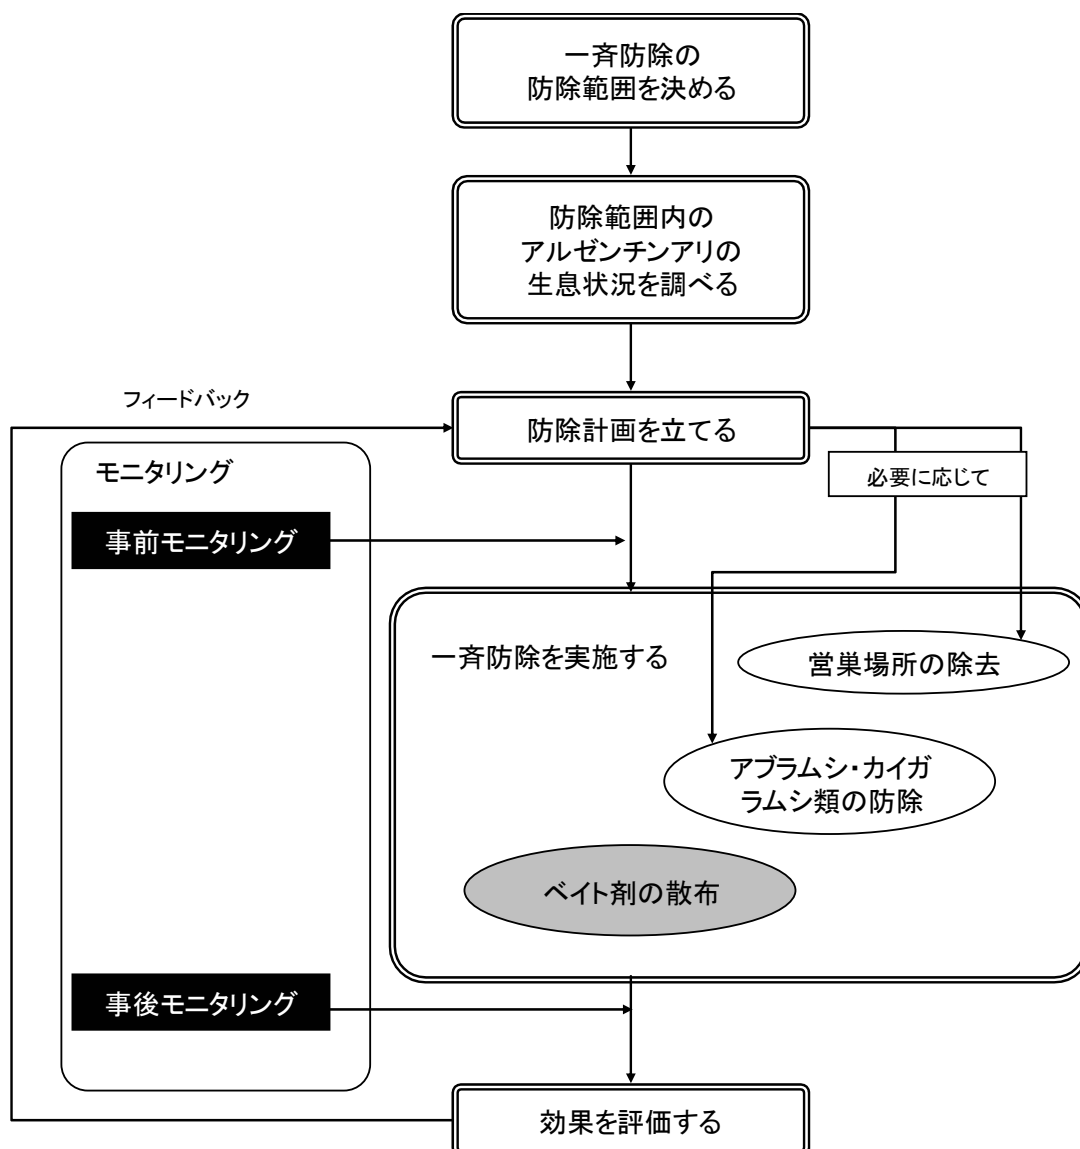 一斉防除の
防除範囲を決める
防除範囲内の
アルゼンチンアリの
生息状況を調べる
フィードバック
防除計画を立てる
必要に応じて
モニタリング
事前モニタリング
一斉防除を実施する
営巣場所の除去
アブラムシ・カイガ
ラムシ類の防除
ベイト剤の散布
事後モニタリング
効果を評価する